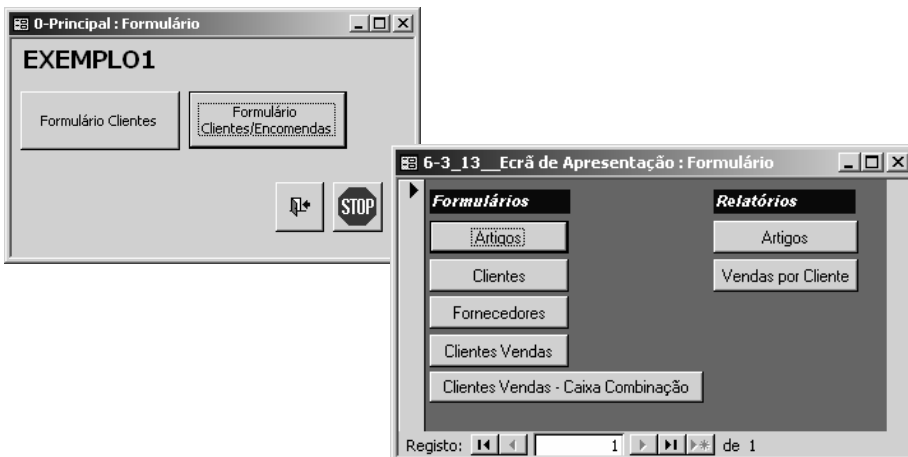 0-Principal : Formulário
EXEMPLO1
Formulário Clientes
Formulário
Clientes/Encomendas
STOP
6-3_13__Ecrã de Apresentação : Formulário
Formulários
Relatórios
Artigos
Artigos
Clientes
Vendas por Cliente
Fornecedores
Clientes Vendas
Clientes Vendas - Caixa Combinação
Registo: 1 de 1